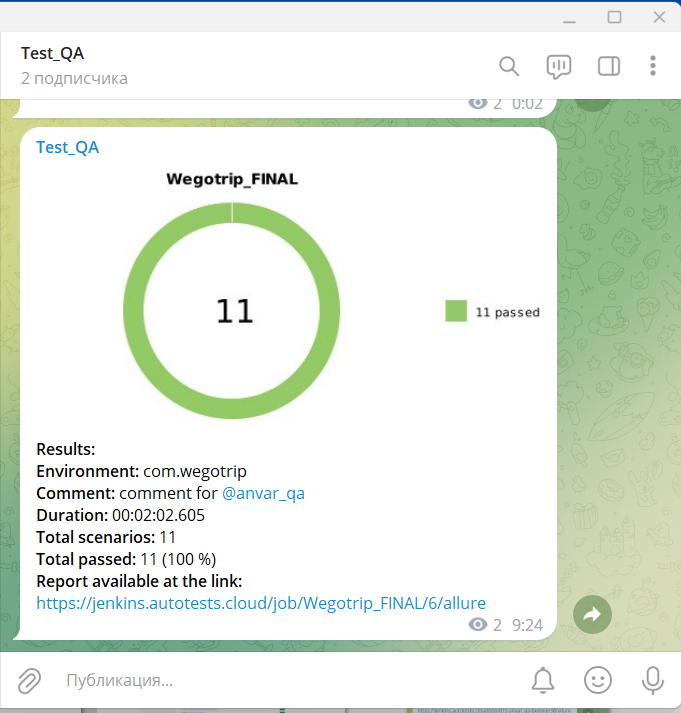 Test_QA
2 подписчика
2 0:02
Test_QA
Wegotrip_FINAL
11
11 passed
Results:
Environment: com.wegotrip
Comment: comment for @anvar_qa
Duration: 00:02:02.605
Total scenarios: 11
Total passed: 11 (100 %)
Report available at the link:
https://jenkins.autotests.cloud/job/Wegotrip_FINAL/6/allure
2 9:24
Публикация...